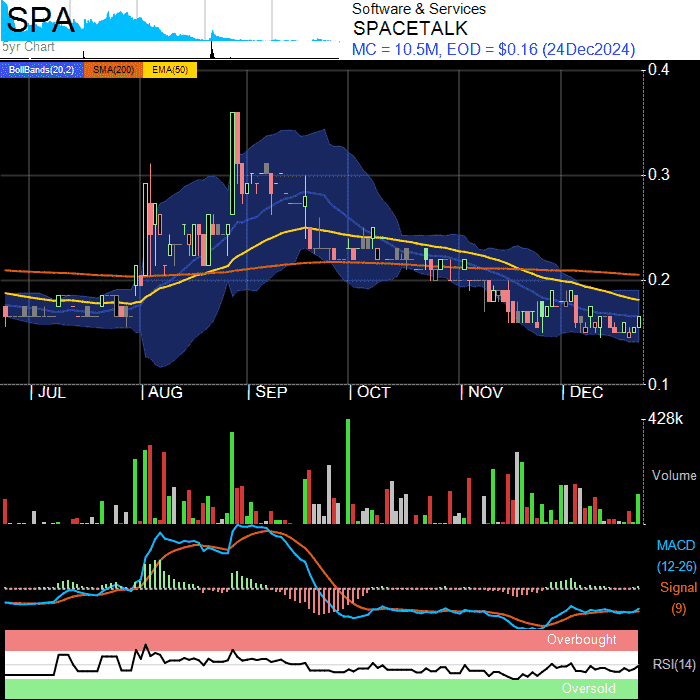 SPA
5yr Chart
Software & Services
SPACETALK
MC = 10.5M, EOD = $0.16 (24Dec2024)
BollBands(20,2) SMA(200) EMA(50)
0.4
0.3
0.2
0.1
JUL AUG SEP OCT NOV DEC
428k
Volume
MACD
(12-26)
Signal
(9)
Overbought
RSI(14)
Oversold